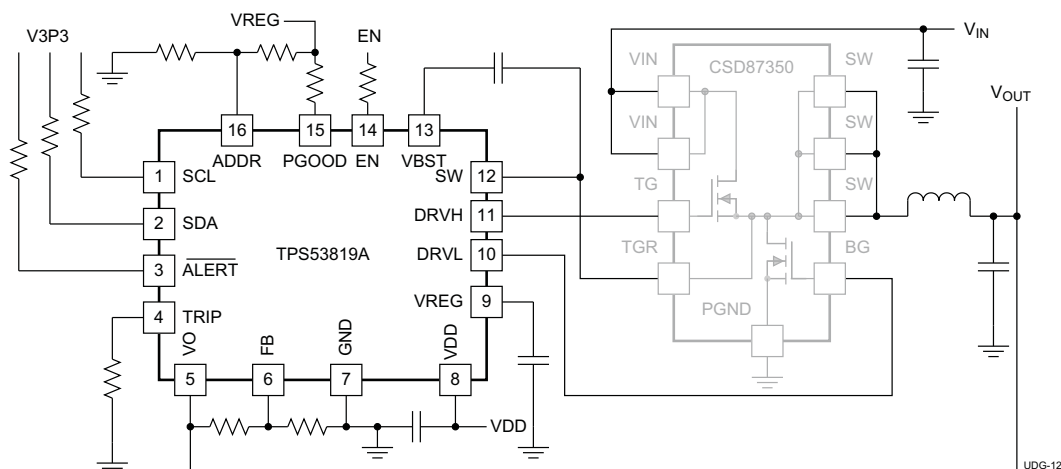 VREG
V3P3
EN
VIN
VIN
CSD87350
SW
VOUT
16
15
14
13
VIN
SW
ADDR
PGOOD
EN
VBST
1
SCL
SW
12
TG
SW
2
SDA
DRVH
11
TPS53819A
DRVL
10
TGR
BG
3
ALERT
VREG
9
PGND
4
TRIP
VO
FB
GND
VDD
5
6
7
8
VDD
UDG-12